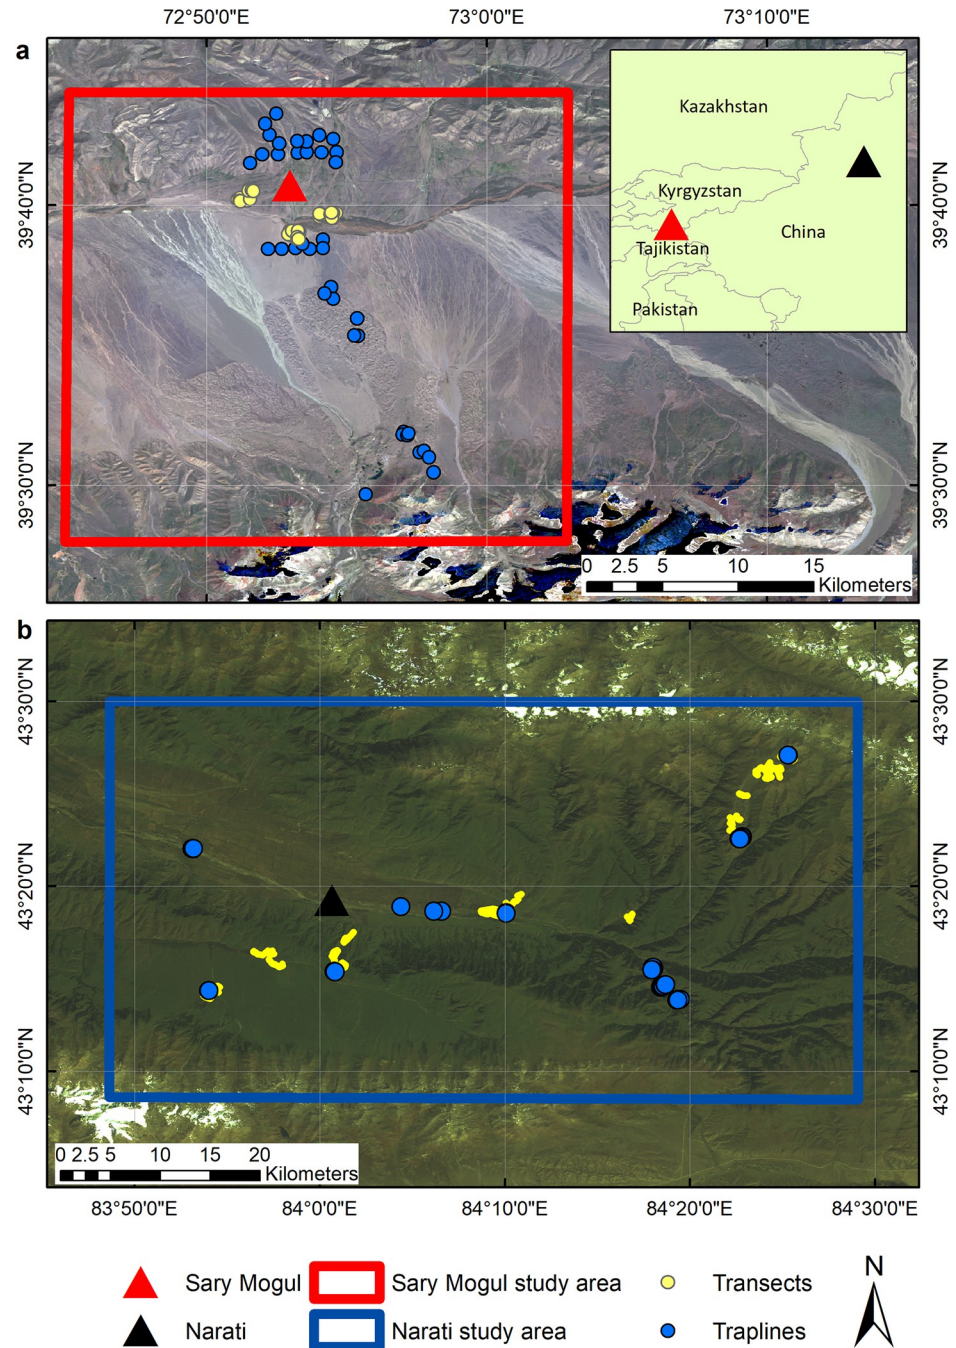 72°50'0"E 73°0'0"E 73°10'0"E
a
Kazakhstan
Kyrgyzstan
China
Tajikistan
Pakistan
39°40'0"N 39°40'0"N
39°30'0"N 39°30'0"N
0 2.5 5 10 15
Kilometers
b
43°30'0"N 43°30'0"N
43°20'0"N 43°20'0"N
43°10'0"N 43°10'0"N
0 2.5 5 10 15 20
Kilometers
83°50'0"E 84°0'0"E 84°10'0"E 84°20'0"E 84°30'0"E
Sary Mogul Sary Mogul study area Transects N
Narati Narati study area Traplines